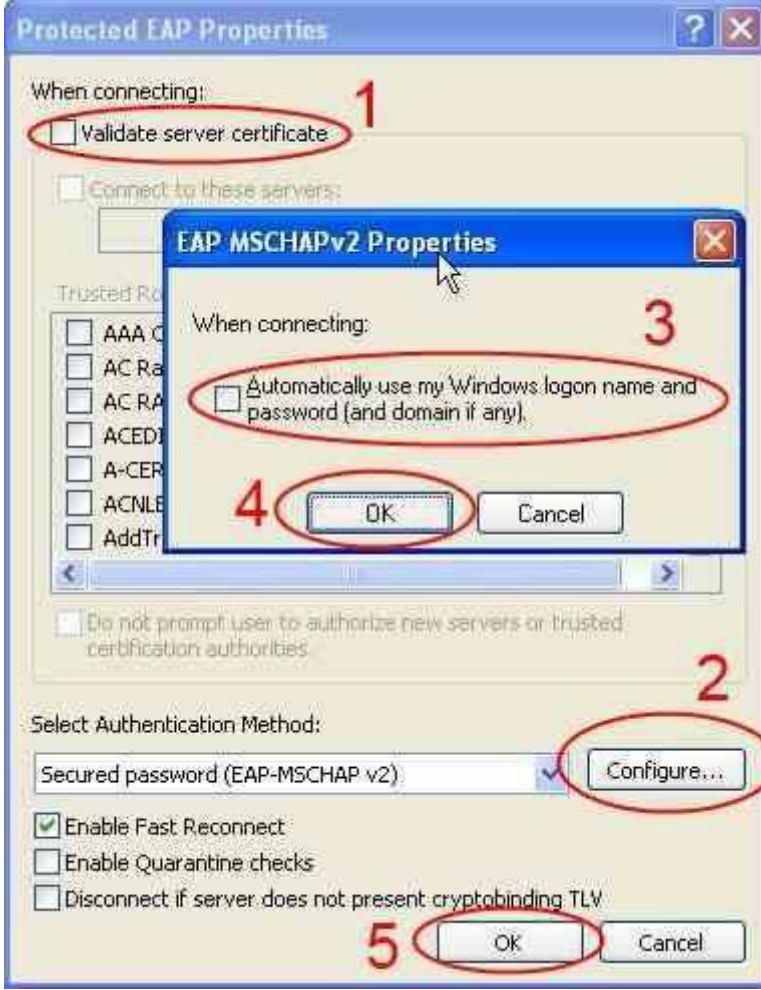 Protected EAP Properties
When connecting:
1
Validate server certificate
Connect to these servers:
EAP MSCHAPv2 Properties
Trusted Ro
When connecting:
3
Automatically use my Windows logon name and
password (and domain if any).
AAA C
AC Ra
AC RA
ACEDI
A-CER
ACNLB
AddTr
4
OK
Cancel
Do not prompt user to authorize new servers or trusted
certification authorities.
2
Select Authentication Method:
Secured password (EAP-MSCHAP v2)
Configure...
Enable Fast Reconnect
Enable Quarantine checks
Disconnect if server does not present cryptobinding TLV
5
OK
Cancel